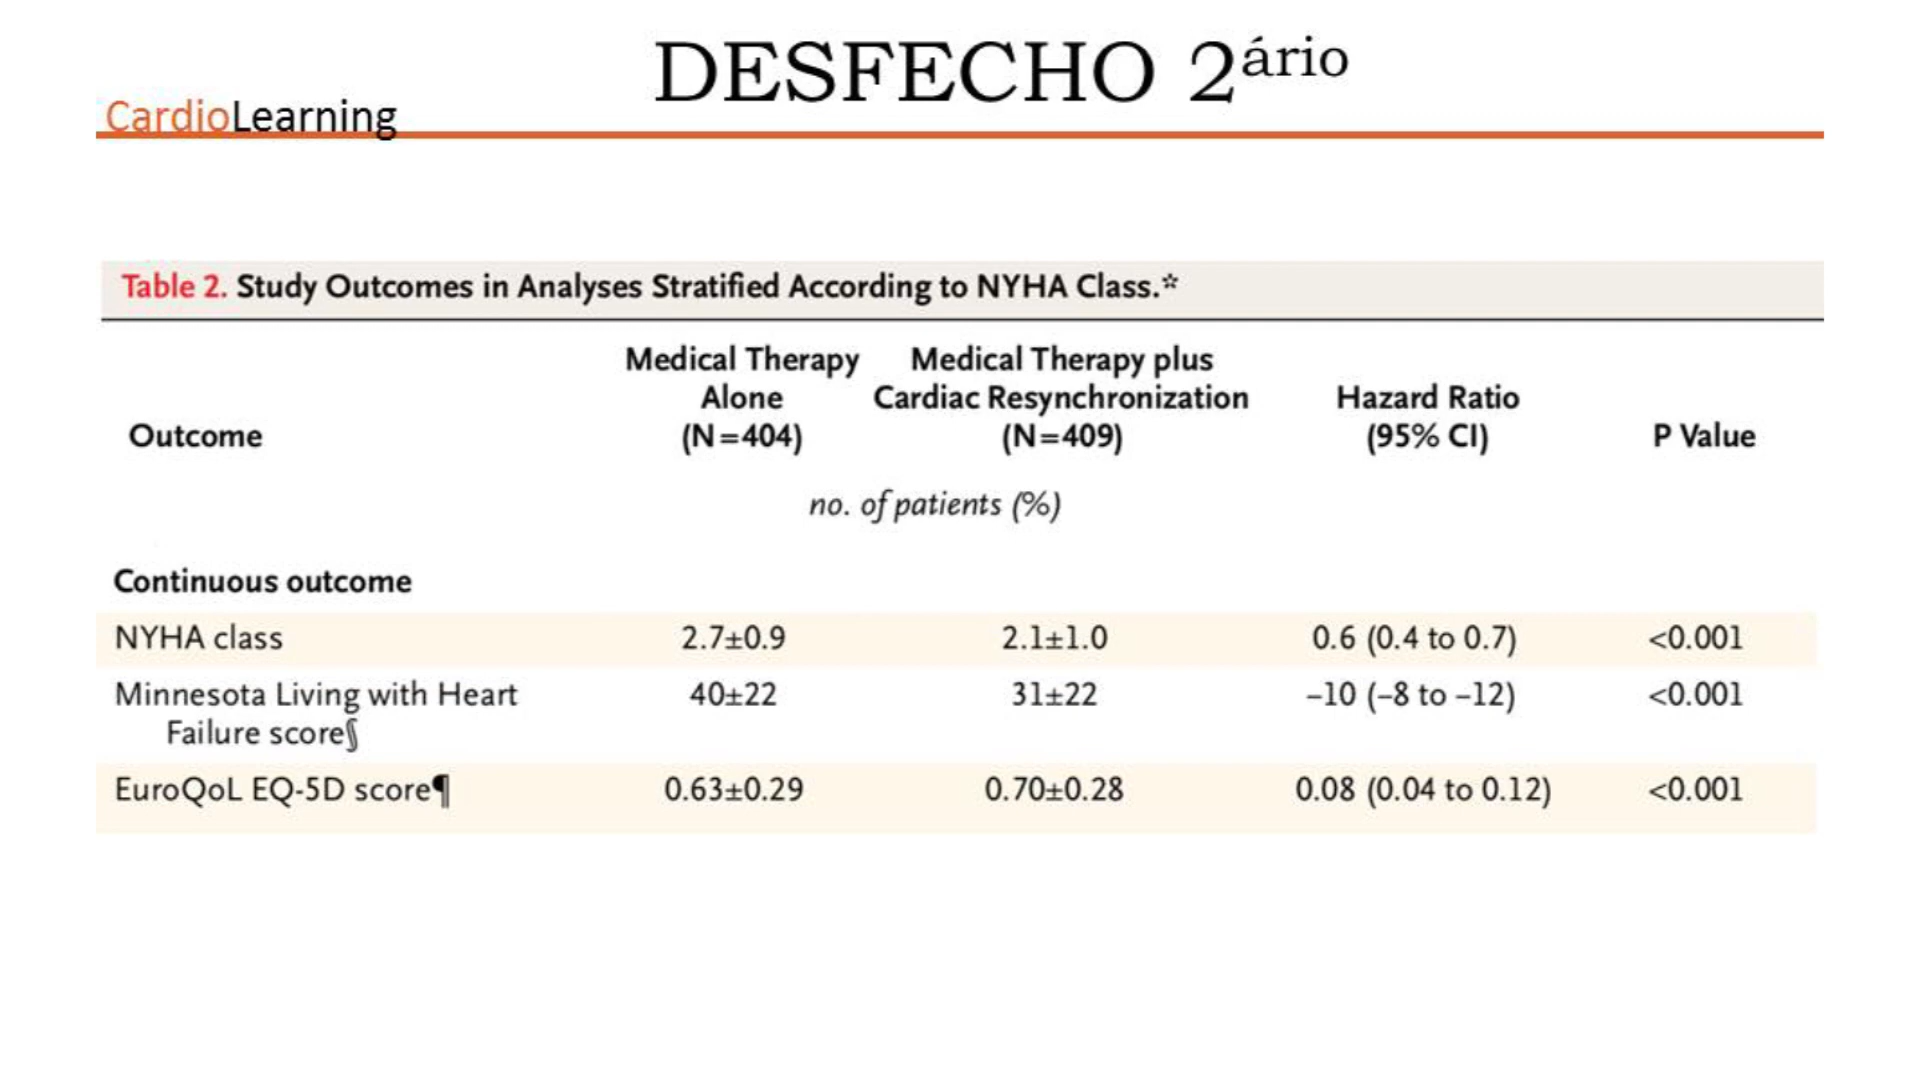 DESFECHO 2ário
CardioLearning
Table 2. Study Outcomes in Analyses Stratified According to NYHA Class.*
Outcome
Medical Therapy
Alone
(N=404)
Medical Therapy plus
Cardiac Resynchronization
(N=409)
Hazard Ratio
(95% CI)
P Value
no. of patients (%)
Continuous outcome
NYHA class 2.7±0.9 2.1±1.0 0.6 (0.4 to 0.7) <0.001
Minnesota Living with Heart 40±22 31±22 −10 (−8 to −12) <0.001
Failure score§
EuroQoL EQ-5D score¶ 0.63±0.29 0.70±0.28 0.08 (0.04 to 0.12) <0.001